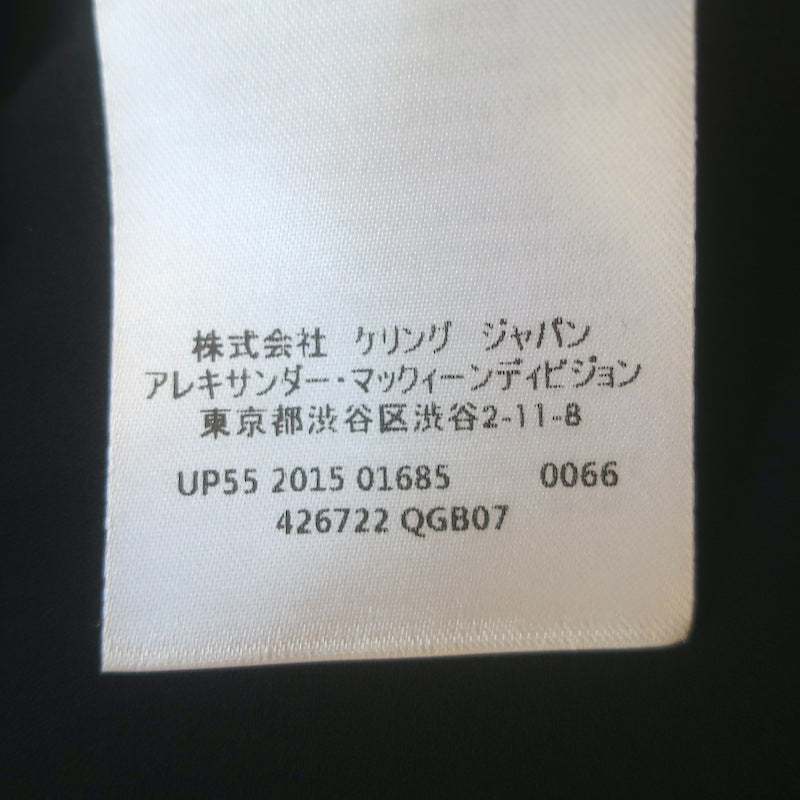 株式会社 ケリング ジャパン
アレキサンダー・マックィーンディビジョン
東京都渋谷区渋谷2-11-8
UP55 2015 01685 0066
426722 QGB07